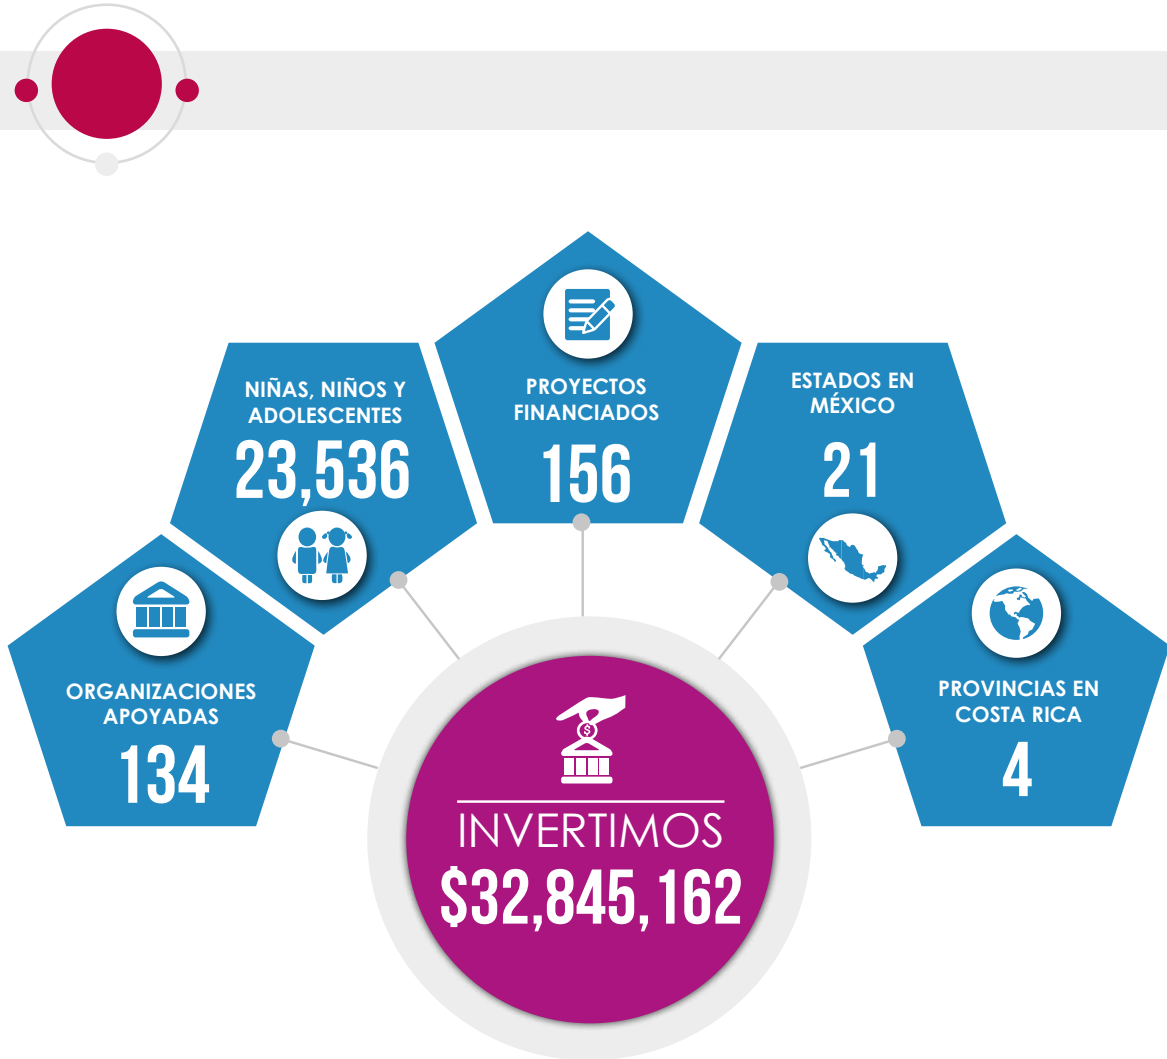 ORGANIZACIONES
APOYADAS
134
NIÑAS, NIÑOS Y
ADOLESCENTES
23,536
PROYECTOS
FINANCIADOS
156
ESTADOS EN
MÉXICO
21
PROVINCIAS EN
COSTA RICA
4
$
INVERTIMOS
$32,845,162